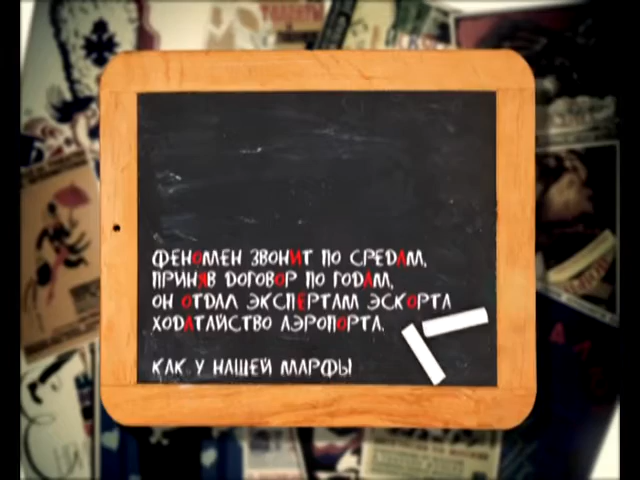 ФЕНОМЕН ЗВОНИТ ПО СРЕДАМ,
ПРИНЯВ ДОГОВОР ПО ГОДАМ,
ОН ОТДАЛ ЭКСПЕРТАМ ЭСКОРТА
ХОДАТАЙСТВО АЭРОПОРТА.
КАК У НАШЕЙ МАРФЫ